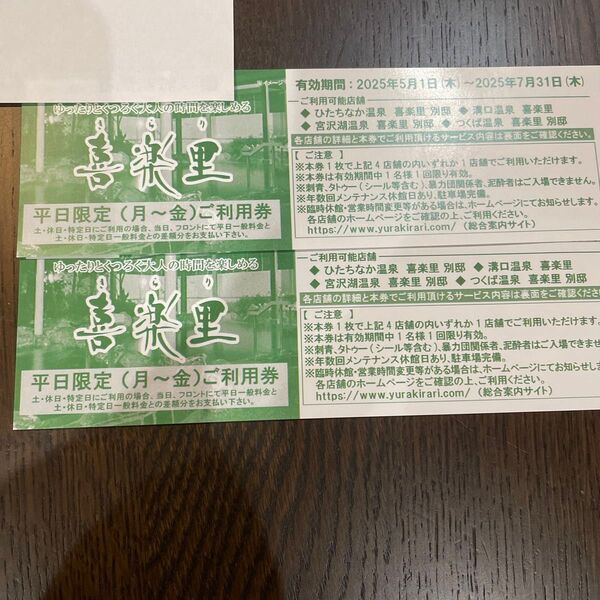 ※イメージ
有効期間：2025年5月1日(木)～2025年7月31日(木)
ゆったりとくつろぐ大人の時間を楽しめる
きらり
喜楽里
平日限定（月～金）ご利用券
土・休日・特定日にご利用の場合、当日、フロントにて平日一般料金と
土・休日・特定日一般料金との差額分をお支払い下さい。
ご利用可能店舗
◆ ひたちなか温泉 喜楽里 別邸 ◆ 溝口温泉 喜楽里
◆ 宮沢湖温泉 喜楽里 別邸 ◆ つくば温泉 喜楽里 別邸
各店舗の詳細と本券でご利用頂けるサービス内容は裏面をご確認ください。
【 ご注意 】
※本券1枚で上記4店舗の内いずれか1店舗でご利用いただけます。
※本券は有効期間中1名様1回限り有効。
※刺青、タトゥー（シール等含む）、暴力団関係者、泥酔者はご入場できません。
※年数回メンテナンス休館日あり、駐車場完備。
※臨時休館・営業時間変更等がある場合は、ホームページにてお知らせします。
各店舗のホームページをご確認の上、ご利用ください。
https://www.yurakirari.com/ （総合案内サイト）
ゆったりとくつろぐ大人の時間を楽しめる
きらり
喜楽里
平日限定（月～金）ご利用券
土・休日・特定日にご利用の場合、当日、フロントにて平日一般料金と
土・休日・特定日一般料金との差額分をお支払い下さい。
ご利用可能店舗
◆ ひたちなか温泉 喜楽里 別邸 ◆ 溝口温泉 喜楽里
◆ 宮沢湖温泉 喜楽里 別邸 ◆ つくば温泉 喜楽里 別邸
各店舗の詳細と本券でご利用頂けるサービス内容は裏面をご確認くださ
【 ご注意 】
※本券1枚で上記4店舗の内いずれか1店舗でご利用いただけま
※本券は有効期間中1名様1回限り有効。
※刺青、タトゥー（シール等含む）、暴力団関係者、泥酔者はご入場できませ
※年数回メンテナンス休館日あり、駐車場完備。
※臨時休館・営業時間変更等がある場合は、ホームページにてお知らせしま
各店舗のホームページをご確認の上、ご利用ください。
https://www.yurakirari.com/ （総合案内サイト）